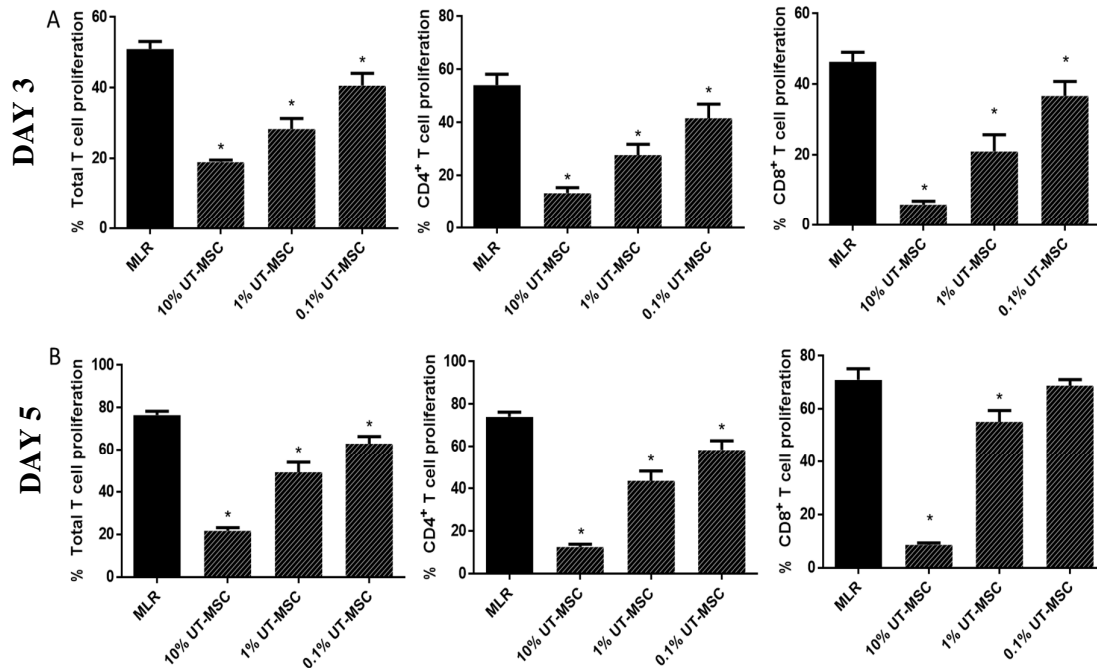 A
DAY 3
% Total T cell proliferation
60
40
20
0
*
*
*
MLR
10% UT-MSC
1% UT-MSC
0.1% UT-MSC
% CD4+ T cell proliferation
80
60
40
20
0
*
*
*
MLR
10% UT-MSC
1% UT-MSC
0.1% UT-MSC
% CD8+ T cell proliferation
60
40
20
0
*
*
*
MLR
10% UT-MSC
1% UT-MSC
0.1% UT-MSC
B
DAY 5
% Total T cell proliferation
100
80
60
40
20
0
*
*
*
MLR
10% UT-MSC
1% UT-MSC
0.1% UT-MSC
% CD4+ T cell proliferation
100
80
60
40
20
0
*
*
*
MLR
10% UT-MSC
1% UT-MSC
0.1% UT-MSC
% CD8+ T cell proliferation
80
60
40
20
0
*
*
MLR
10% UT-MSC
1% UT-MSC
0.1% UT-MSC